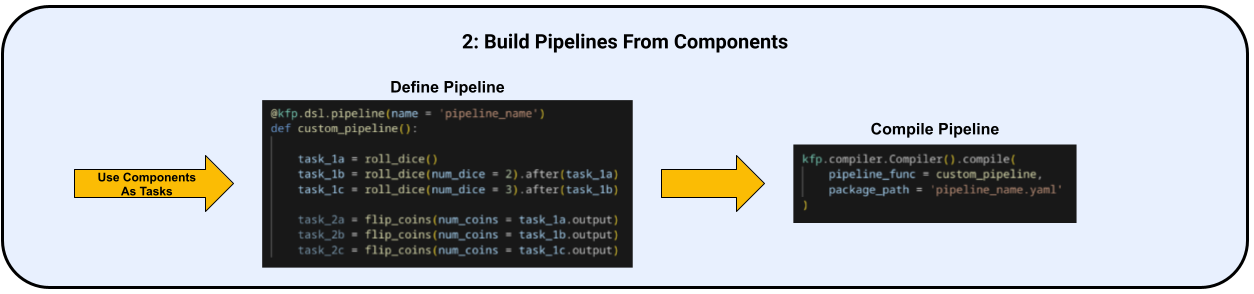 2: Build Pipelines From Components
Use Components
As Tasks
Define Pipeline
@kfp.dsl.pipeline(name = 'pipeline_name')
def custom_pipeline():
task_1a = roll_dice()
task_1b = roll_dice(num_dice = 2).after(task_1a)
task_1c = roll_dice(num_dice = 3).after(task_1b)
task_2a = flip_coins(num_coins = task_1a.output)
task_2b = flip_coins(num_coins = task_1b.output)
task_2c = flip_coins(num_coins = task_1c.output)
Compile Pipeline
kfp.compiler.Compiler().compile(
pipeline_func = custom_pipeline,
package_path = 'pipeline_name.yaml'
)